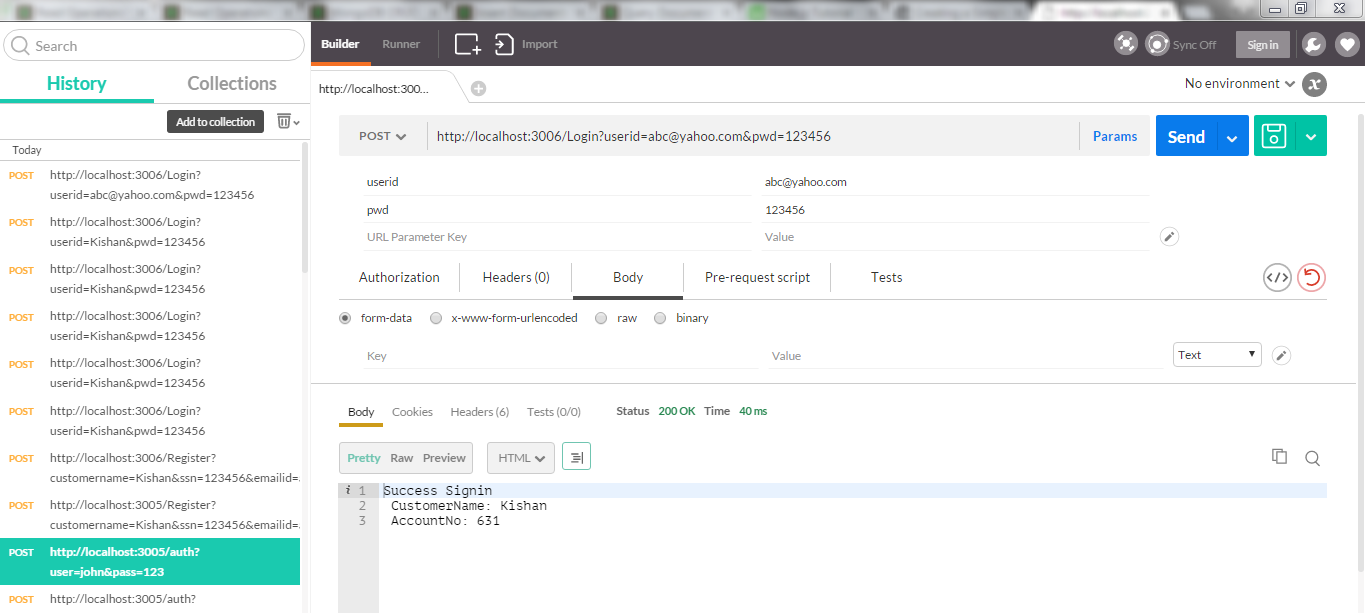 Search
History
Collections
Add to collection
Today
POST http://localhost:3006/Login?
userid=abc@yahoo.com&pwd=123456
POST http://localhost:3006/Login?
userid=Kishan&pwd=123456
POST http://localhost:3006/Login?
userid=Kishan&pwd=123456
POST http://localhost:3006/Login?
userid=Kishan&pwd=123456
POST http://localhost:3006/Login?
userid=Kishan&pwd=123456
POST http://localhost:3006/Login?
userid=Kishan&pwd=123456
POST http://localhost:3006/Register?
customername=Kishan&ssn=123456&emailid=.
POST http://localhost:3005/Register?
customername=Kishan&ssn=123456&emailid=.
POST http://localhost:3005/auth?
user=john&pass=123
POST http://localhost:3005/auth?
Builder Runner Import Sync Off Sign in
http://localhost:300... No environment
POST http://localhost:3006/Login?userid=abc@yahoo.com&pwd=123456 Params Send
userid abc@yahoo.com
pwd 123456
URL Parameter Key Value
Authorization Headers (0) Body Pre-request script Tests
form-data x-www-form-urlencoded raw binary
Key Value Text
Body Cookies Headers (6) Tests (0/0) Status 200 OK Time 40 ms
Pretty Raw Preview HTML
i 1 Success Signin
2 CustomerName: Kishan
3 AccountNo: 631